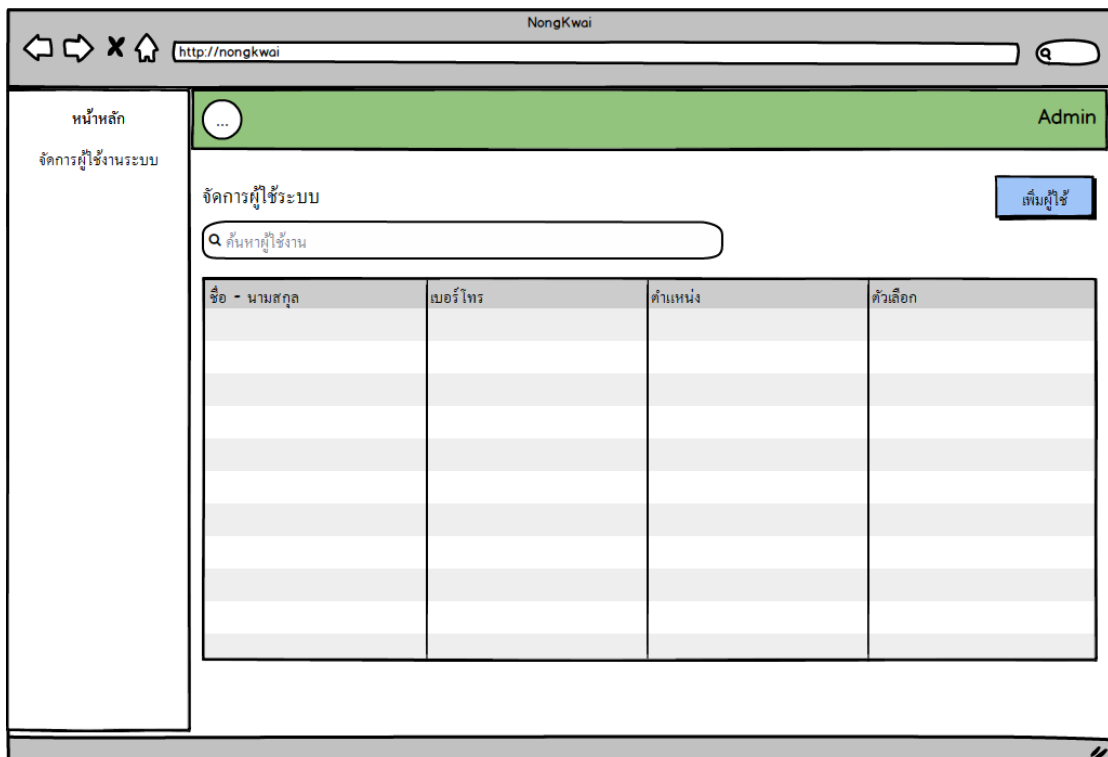 NongKwai
http://nongkwai
หน้าหลัก
จัดการผู้ใช้งานระบบ
...
Admin
จัดการผู้ใช้ระบบ
เพิ่มผู้ใช้
ค้นหาผู้ใช้งาน
ชื่อ - นามสกุล
เบอร์โทร
ตำแหน่ง
ตัวเลือก